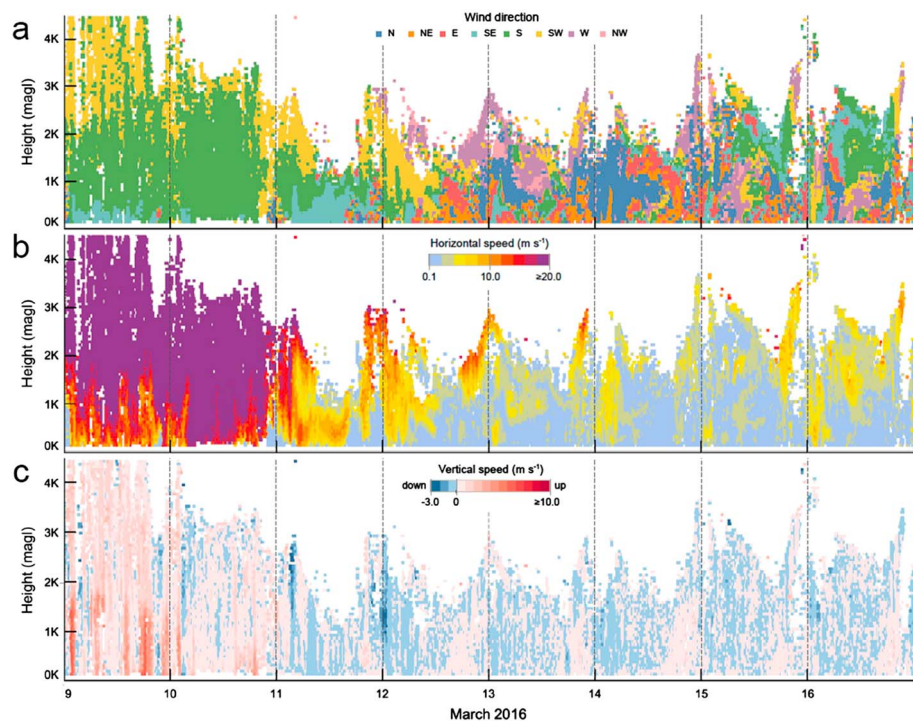 a
Wind direction
N NE E SE S SW W NW
Height (magl)
4K
3K
2K
1K
0K
b
Horizontal speed (m s⁻¹)
0.1 10.0 ≥20.0
Height (magl)
4K
3K
2K
1K
0K
c
Vertical speed (m s⁻¹)
down up
-3.0 0 ≥10.0
Height (magl)
4K
3K
2K
1K
0K
9 10 11 12 13 14 15 16
March 2016